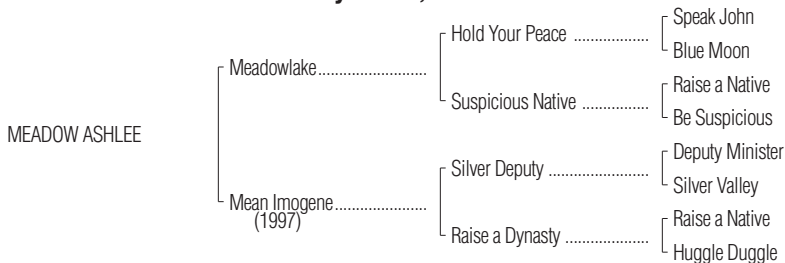 Speak John
Hold Your Peace ..................
Blue Moon
Meadowlake..........................
Raise a Native
Suspicious Native ................
Be Suspicious
MEADOW ASHLEE
Deputy Minister
Silver Deputy .......................
Silver Valley
Mean Imogene......................
(1997)
Raise a Native
Raise a Dynasty ....................
Huggle Duggle